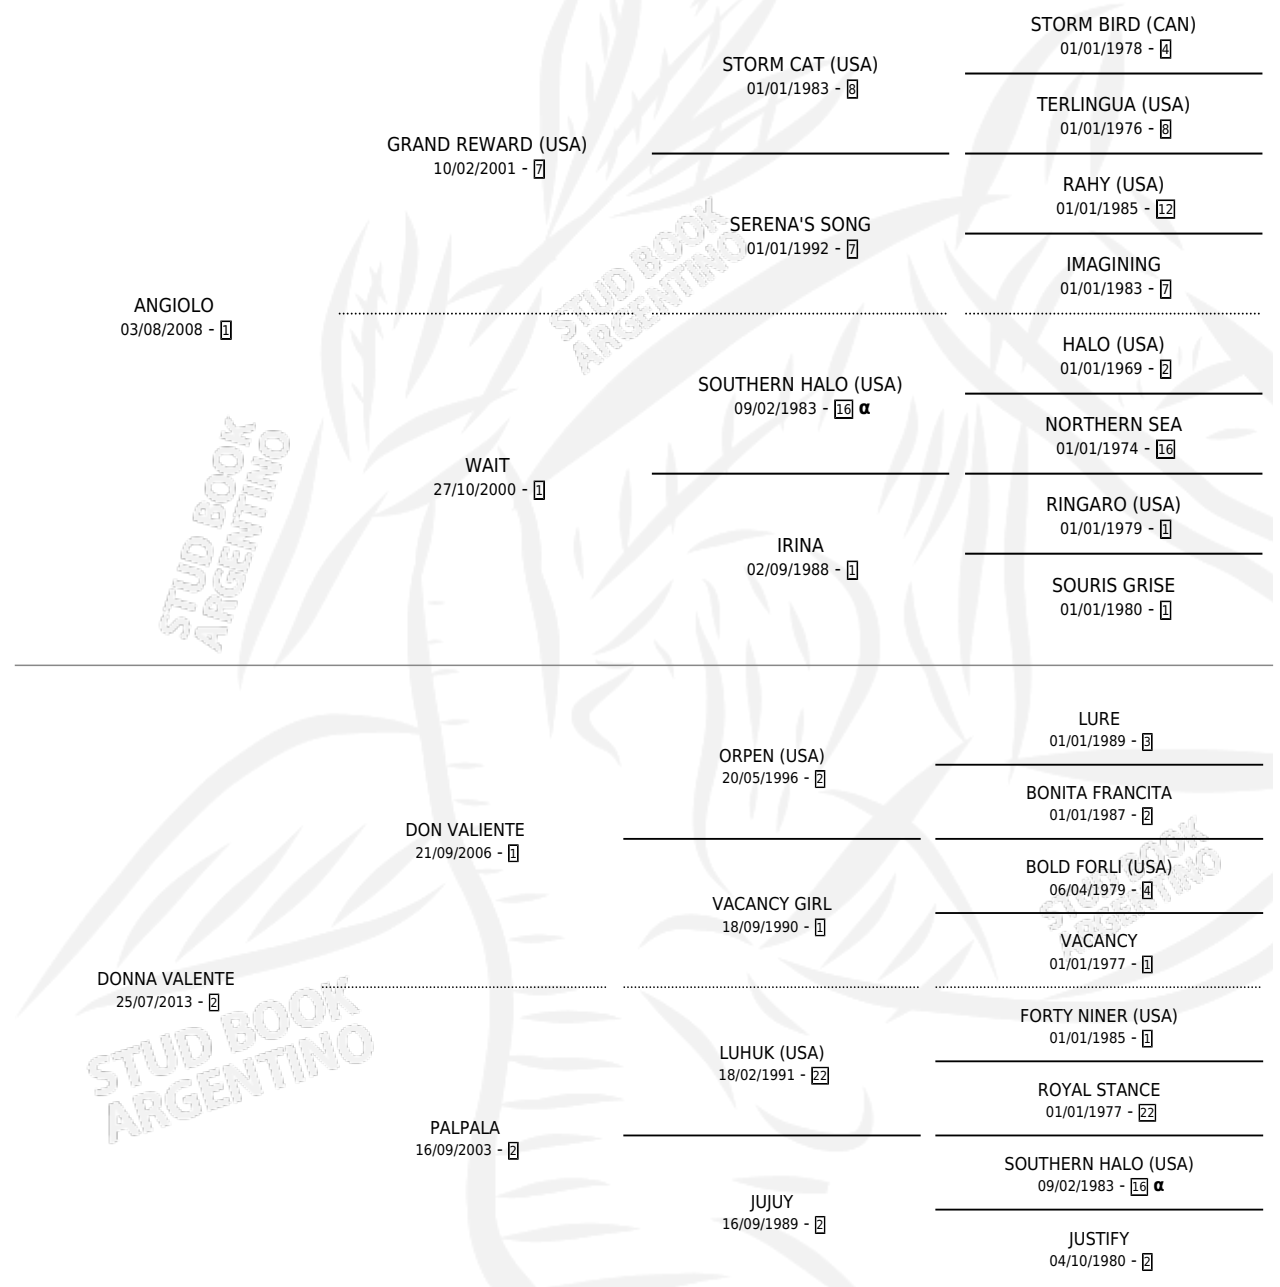 STORM BIRD (CAN)
01/01/1978 - 4
STORM CAT (USA)
01/01/1983 - 8
TERLINGUA (USA)
01/01/1976 - 8
GRAND REWARD (USA)
10/02/2001 - 7
RAHY (USA)
01/01/1985 - 12
SERENA'S SONG
01/01/1992 - 7
IMAGINING
01/01/1983 - 7
ANGIOLO
03/08/2008 - 1
HALO (USA)
01/01/1969 - 2
SOUTHERN HALO (USA)
09/02/1983 - 16 α
NORTHERN SEA
01/01/1974 - 16
WAIT
27/10/2000 - 1
RINGARO (USA)
01/01/1979 - 1
IRINA
02/09/1988 - 1
SOURIS GRISE
01/01/1980 - 1
LURE
01/01/1989 - 3
ORPEN (USA)
20/05/1996 - 2
BONITA FRANCITA
01/01/1987 - 2
DON VALIENTE
21/09/2006 - 1
BOLD FORLI (USA)
06/04/1979 - 4
VACANCY GIRL
18/09/1990 - 1
VACANCY
01/01/1977 - 1
DONNA VALENTE
25/07/2013 - 2
FORTY NINER (USA)
01/01/1985 - 1
LUHUK (USA)
18/02/1991 - 22
ROYAL STANCE
01/01/1977 - 22
PALPALA
16/09/2003 - 2
SOUTHERN HALO (USA)
09/02/1983 - 16 α
JUJUY
16/09/1989 - 2
JUSTIFY
04/10/1980 - 2
STUD BOOK
ARGENTINO
STUD BOOK
ARGENTINO
STUD BOOK
ARGENTINO
STUD BOOK
ARGENTINO